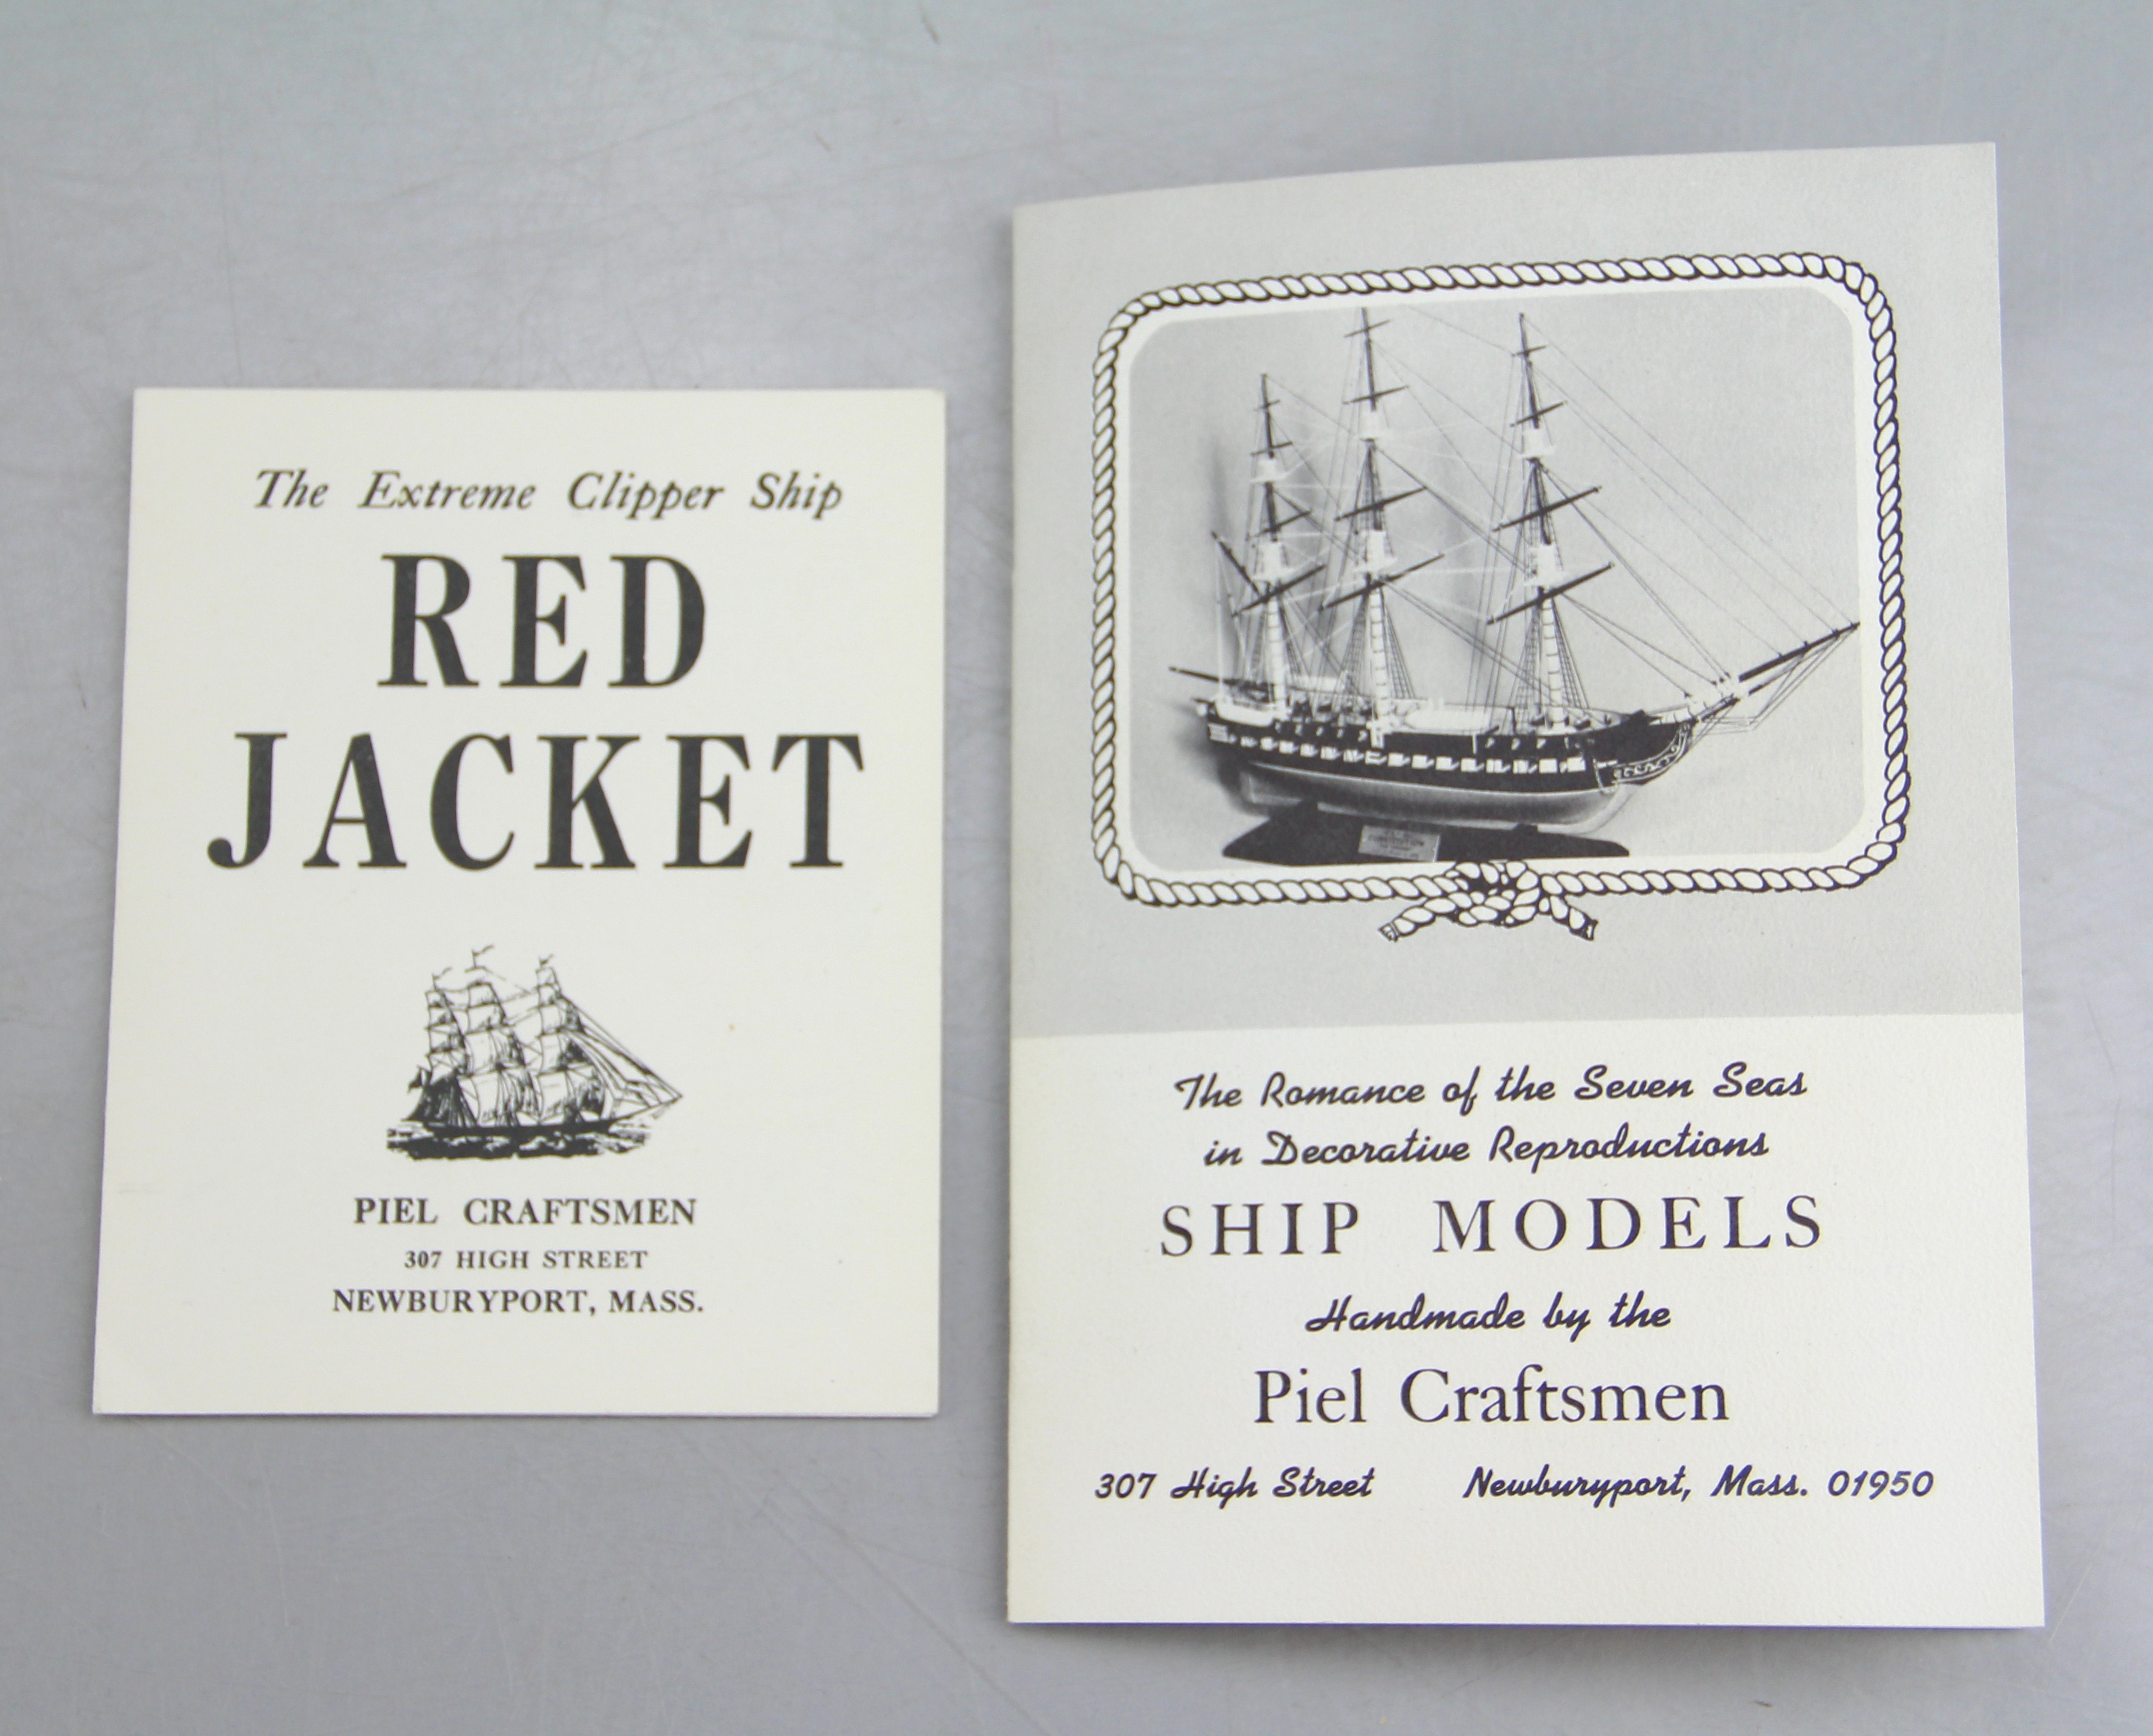 The Extreme Clipper Ship
RED
JACKET
PIEL CRAFTSMEN
307 HIGH STREET
NEWBURYPORT, MASS.
The Romance of the Seven Seas
in Decorative Reproductions
SHIP MODELS
Handmade by the
Piel Craftsmen
307 High Street Newburyport, Mass. 01950